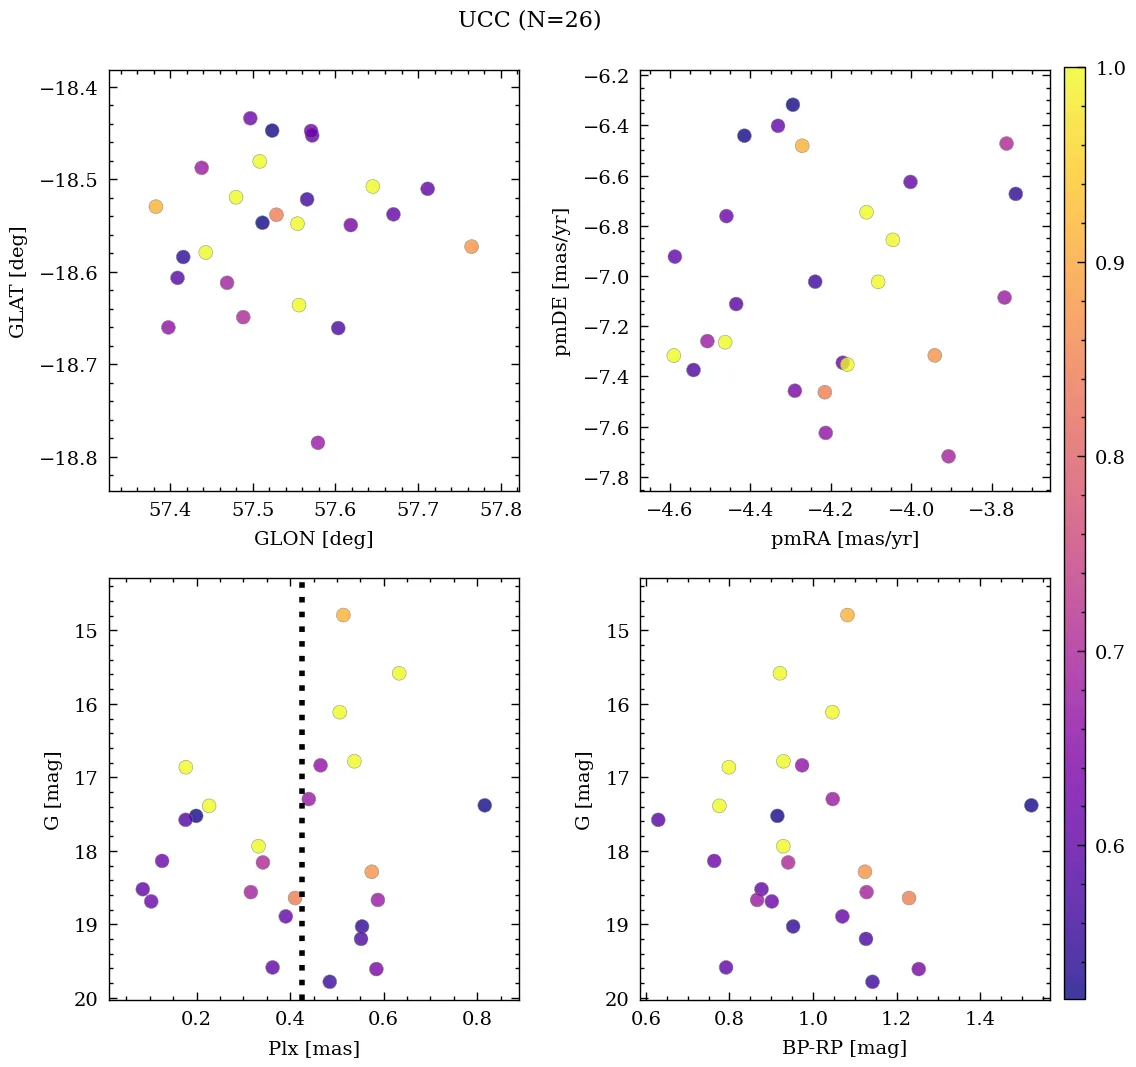 UCC (N=26)
−18.4
−18.5
−18.6
−18.7
−18.8
GLAT [deg]
57.4 57.5 57.6 57.7 57.8
GLON [deg]
−6.2
−6.4
−6.6
−6.8
−7.0
−7.2
−7.4
−7.6
−7.8
pmDE [mas/yr]
−4.6 −4.4 −4.2 −4.0 −3.8
pmRA [mas/yr]
15
16
17
18
19
20
G [mag]
0.2 0.4 0.6 0.8
Plx [mas]
15
16
17
18
19
20
G [mag]
0.6 0.8 1.0 1.2 1.4
BP-RP [mag]
1.0
0.9
0.8
0.7
0.6